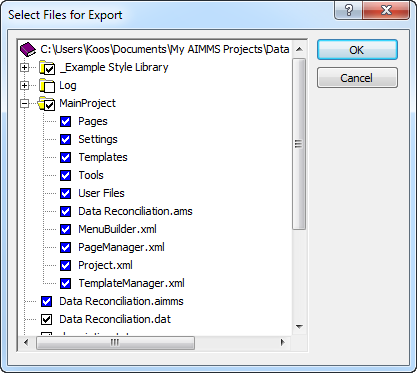 Select Files for Export
C:\Users\Koos\Documents\My AIMMS Projects\Data
OK
_Example Style Library
Cancel
Log
MainProject
Pages
Settings
Templates
Tools
User Files
Data Reconciliation.ams
MenuBuilder.xml
PageManager.xml
Project.xml
TemplateManager.xml
Data Reconciliation.aimms
Data Reconciliation.dat